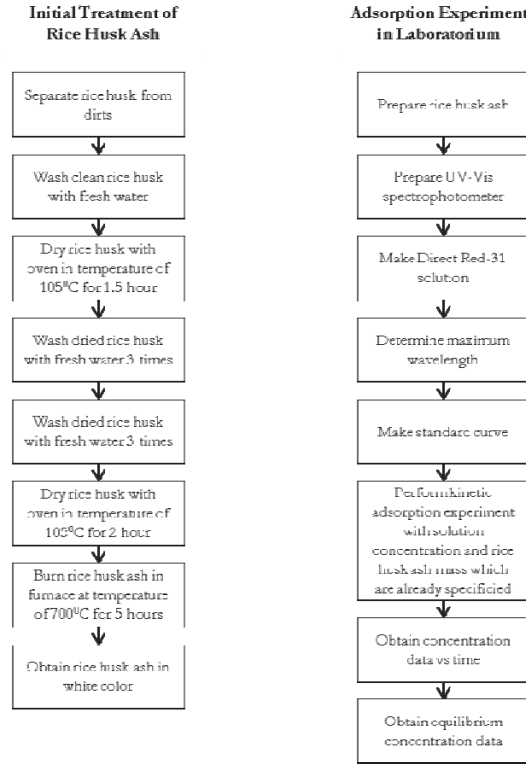 Initial Treatment of
Rice Husk Ash
Separate rice husk from
dirts
Wash clean rice husk
with fresh water
Dry rice husk with
oven in temperature of
105⁰C for 1.5 hour
Wash dried rice husk
with fresh water 3 times
Wash dried rice husk
with fresh water 3 times
Dry rice husk with
oven in temperature of
105⁰C for 2 hour
Burn rice husk ash in
furnace at temperature
of 700⁰C for 5 hours
Obtain rice husk ash in
white color
Adsorption Experiment
in Laboratorium
Prepare rice husk ash
Prepare UV-Vis
spectrophotometer
Make Direct Red-31
solution
Determine maximum
wavelength
Make standard curve
Perform kinetic
adsorption experiment
with solution
concentration and rice
husk ash mass which
are already specificied
Obtain concentration
data vs time
Obtain equilibrium
concentration data